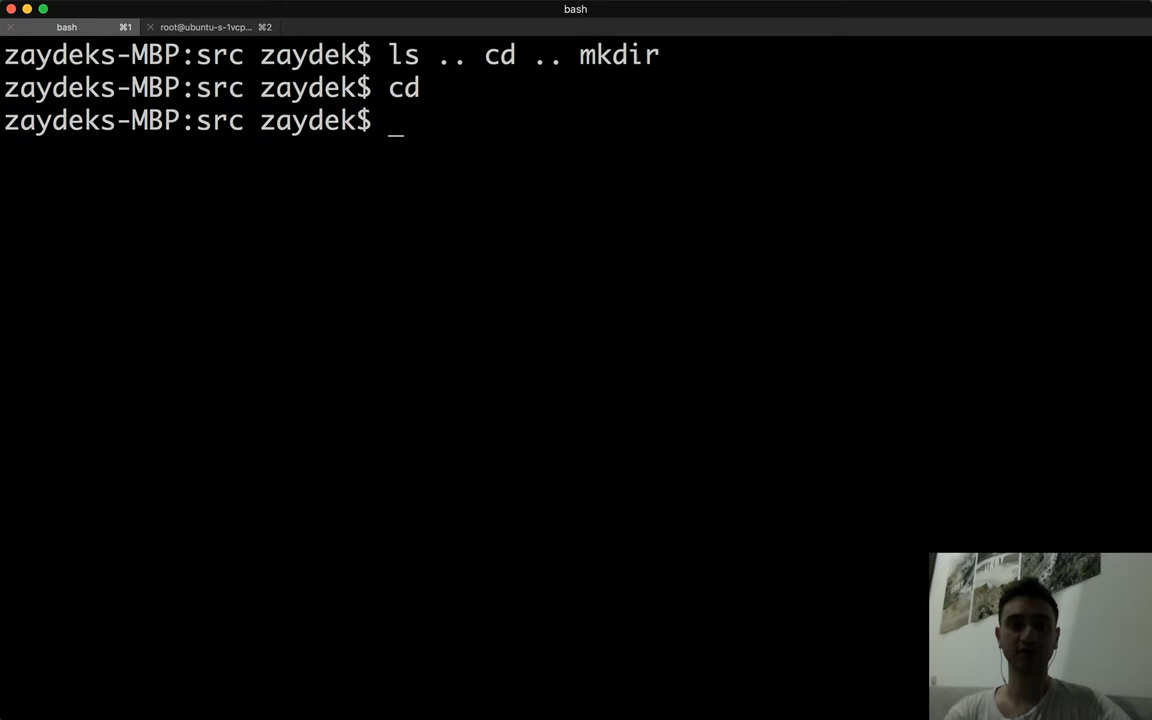 bash
bash ⌘1 root@ubuntu-s-1vcp... ⌘2
zaydeks-MBP:src zaydek$ ls .. cd .. mkdir
zaydeks-MBP:src zaydek$ cd
zaydeks-MBP:src zaydek$ _